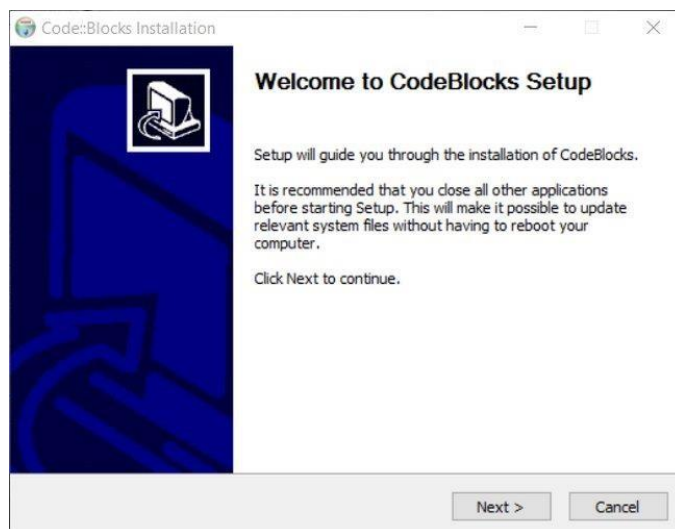 Code::Blocks Installation
Welcome to CodeBlocks Setup
Setup will guide you through the installation of CodeBlocks.
It is recommended that you close all other applications
before starting Setup. This will make it possible to update
relevant system files without having to reboot your
computer.
Click Next to continue.
Next >
Cancel